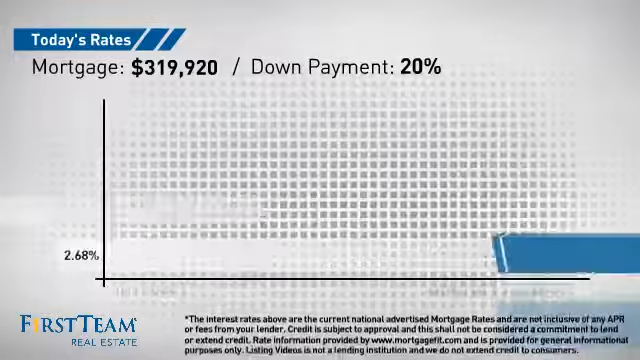 Today's Rates
Mortgage: $319,920 / Down Payment: 20%
2.68%
FIRSTTEAM®
REAL ESTATE
*The interest rates above are the current national advertised Mortgage Rates and are not inclusive of any APR
or fees from your lender. Credit is subject to approval and this shall not be considered a commitment to lend
or extend credit. Rate information provided by www.mortgagefit.com and is provided for general informational
purposes only. Listing Videos is not a lending institution and we do not extend credit to consumers.